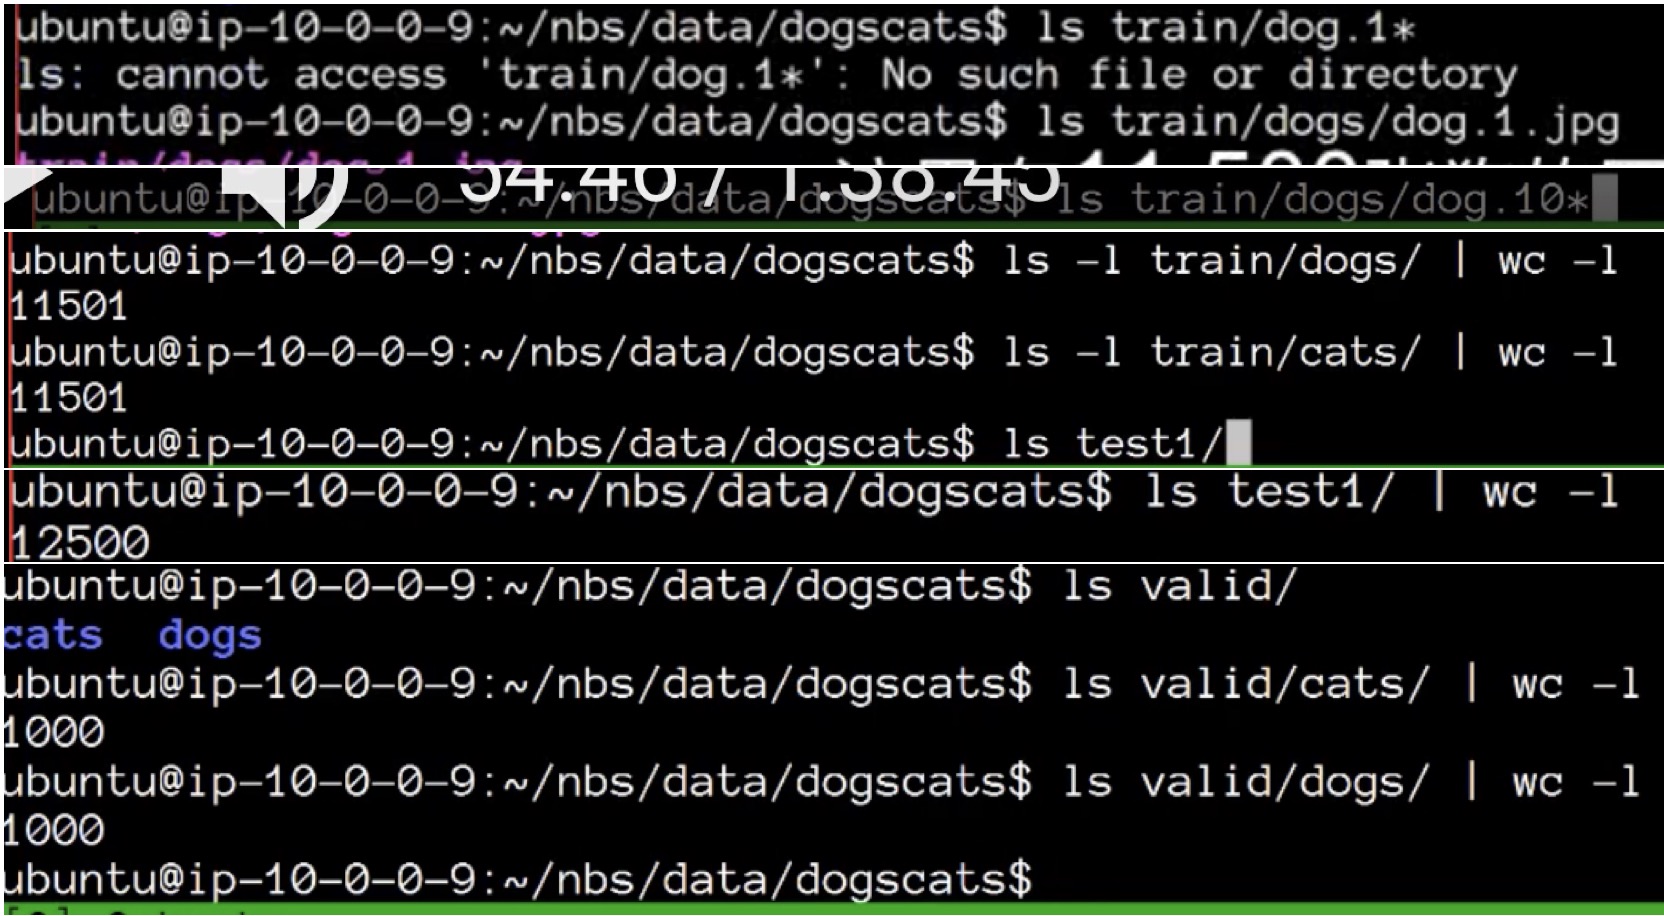 ubuntu@ip-10-0-0-9:~/nbs/data/dogscats$ ls train/dog.1*
ls: cannot access 'train/dog.1*': No such file or directory
ubuntu@ip-10-0-0-9:~/nbs/data/dogscats$ ls train/dogs/dog.1.jpg
train/dogs/dog.1.jpg
54:46 / 1:38:45
ubuntu@ip-10-0-0-9:~/nbs/data/dogscats$ ls train/dogs/dog.10*
ubuntu@ip-10-0-0-9:~/nbs/data/dogscats$ ls -l train/dogs/ | wc -l
11501
ubuntu@ip-10-0-0-9:~/nbs/data/dogscats$ ls -l train/cats/ | wc -l
11501
ubuntu@ip-10-0-0-9:~/nbs/data/dogscats$ ls test1/
ubuntu@ip-10-0-0-9:~/nbs/data/dogscats$ ls test1/ | wc -l
12500
ubuntu@ip-10-0-0-9:~/nbs/data/dogscats$ ls valid/
cats dogs
ubuntu@ip-10-0-0-9:~/nbs/data/dogscats$ ls valid/cats/ | wc -l
1000
ubuntu@ip-10-0-0-9:~/nbs/data/dogscats$ ls valid/dogs/ | wc -l
1000
ubuntu@ip-10-0-0-9:~/nbs/data/dogscats$